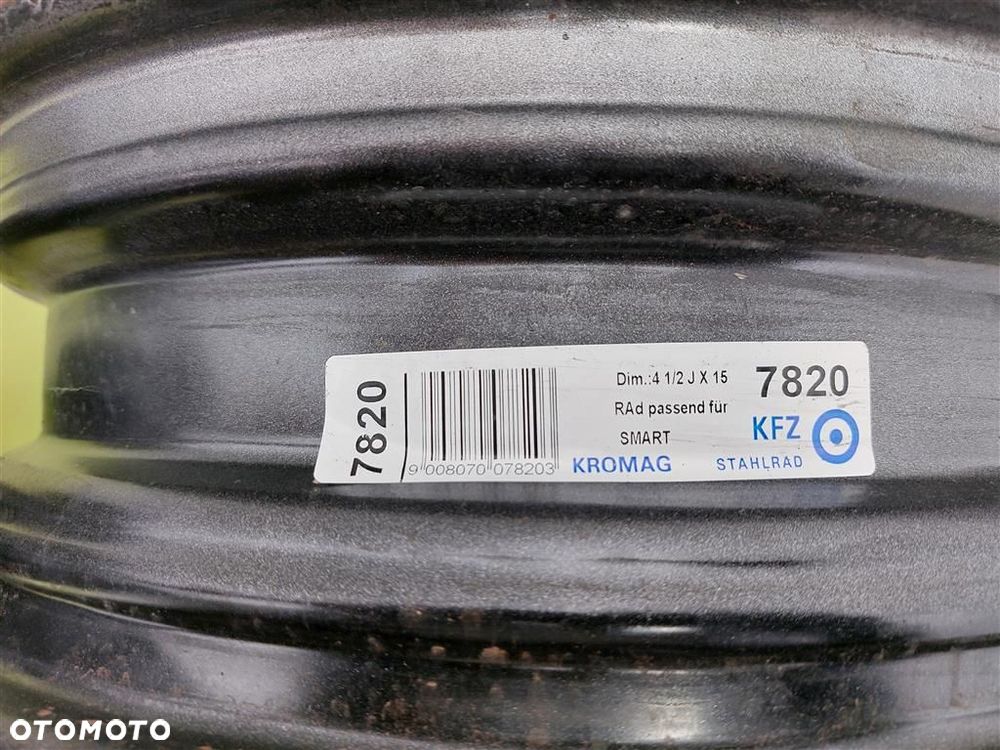 7820
9 008070 078203
Dim.:4 1/2 J X 15
RAd passend für
SMART
KROMAG
7820
KFZ
STAHLRAD
OTOMOTO